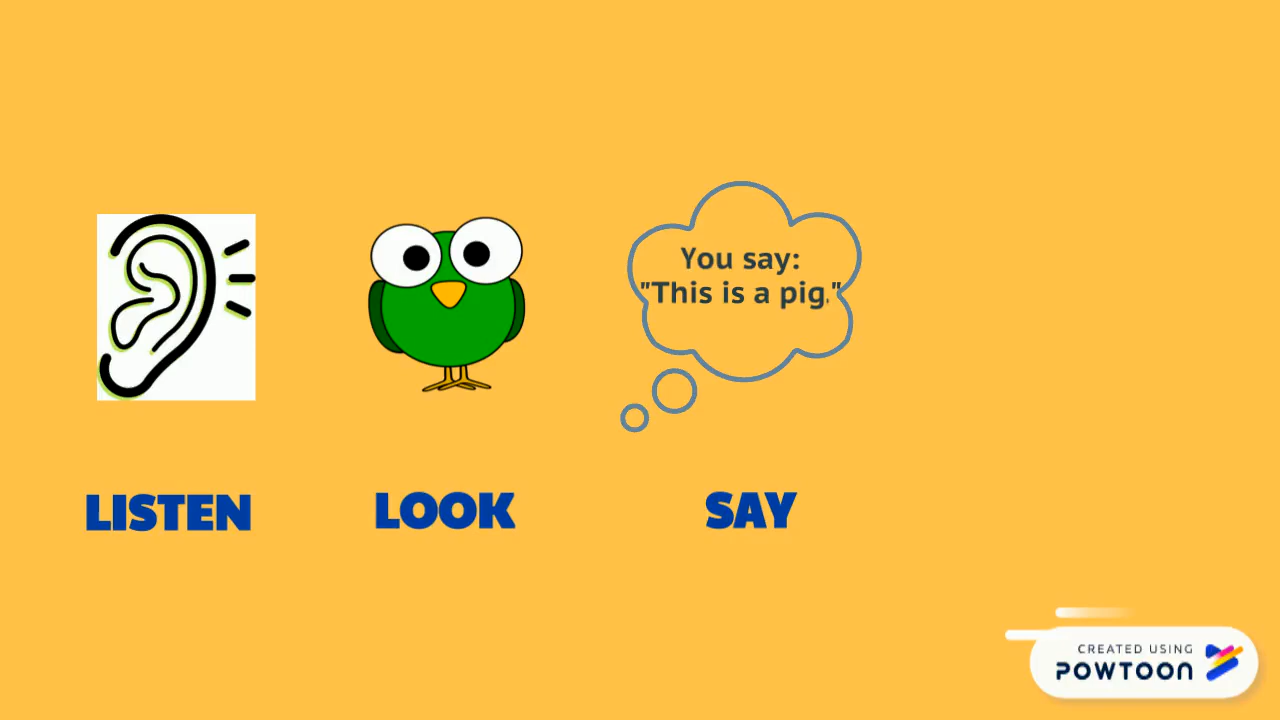 You say:
"This is a pig."
LISTEN
LOOK
SAY
CREATED USING
POWTOON